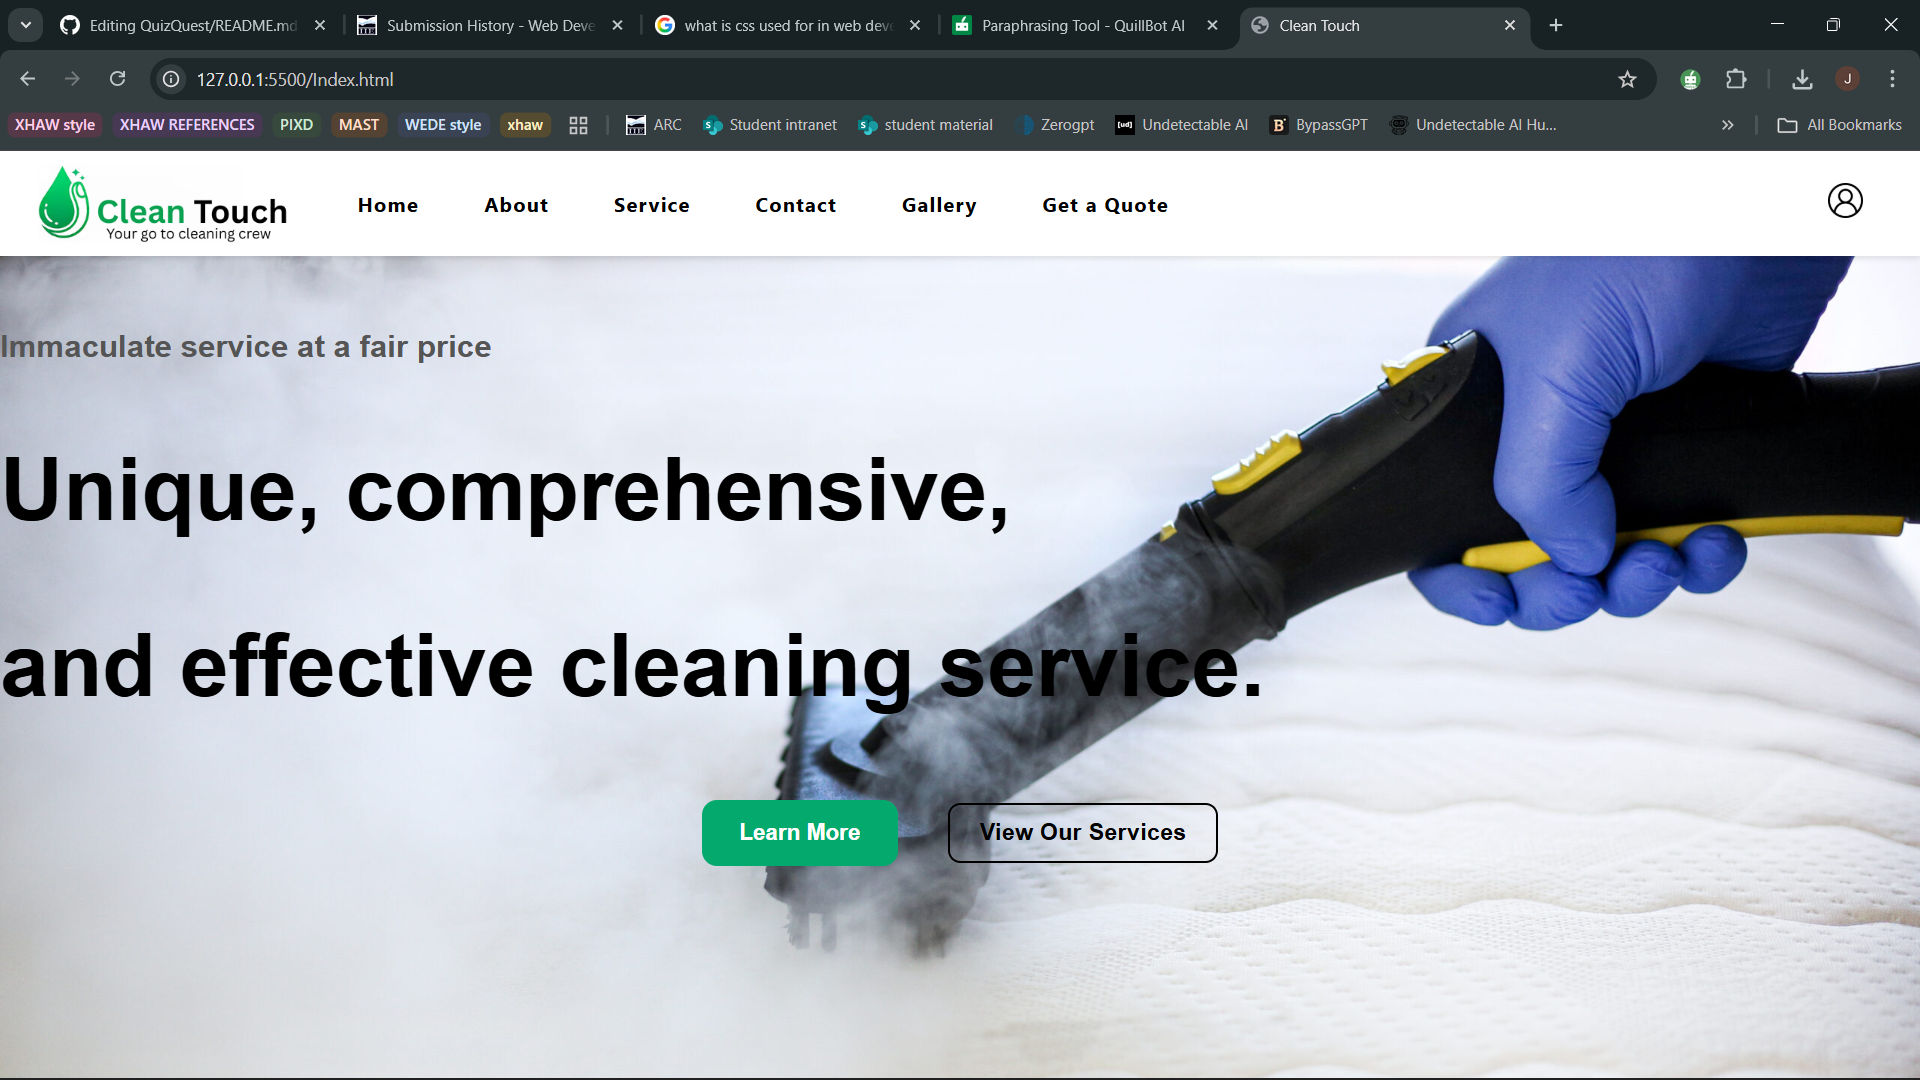 Editing QuizQuest/README.md
Submission History - Web Deve
what is css used for in web deve
Paraphrasing Tool - QuillBot AI
Clean Touch
127.0.0.1:5500/Index.html
J
XHAW style
XHAW REFERENCES
PIXD
MAST
WEDE style
xhaw
ARC
Student intranet
student material
Zerogpt
[ud]
Undetectable AI
B
BypassGPT
Undetectable AI Hu...
All Bookmarks
Clean Touch
Your go to cleaning crew
Home
About
Service
Contact
Gallery
Get a Quote
Immaculate service at a fair price
Unique, comprehensive,
and effective cleaning service.
Learn More
View Our Services